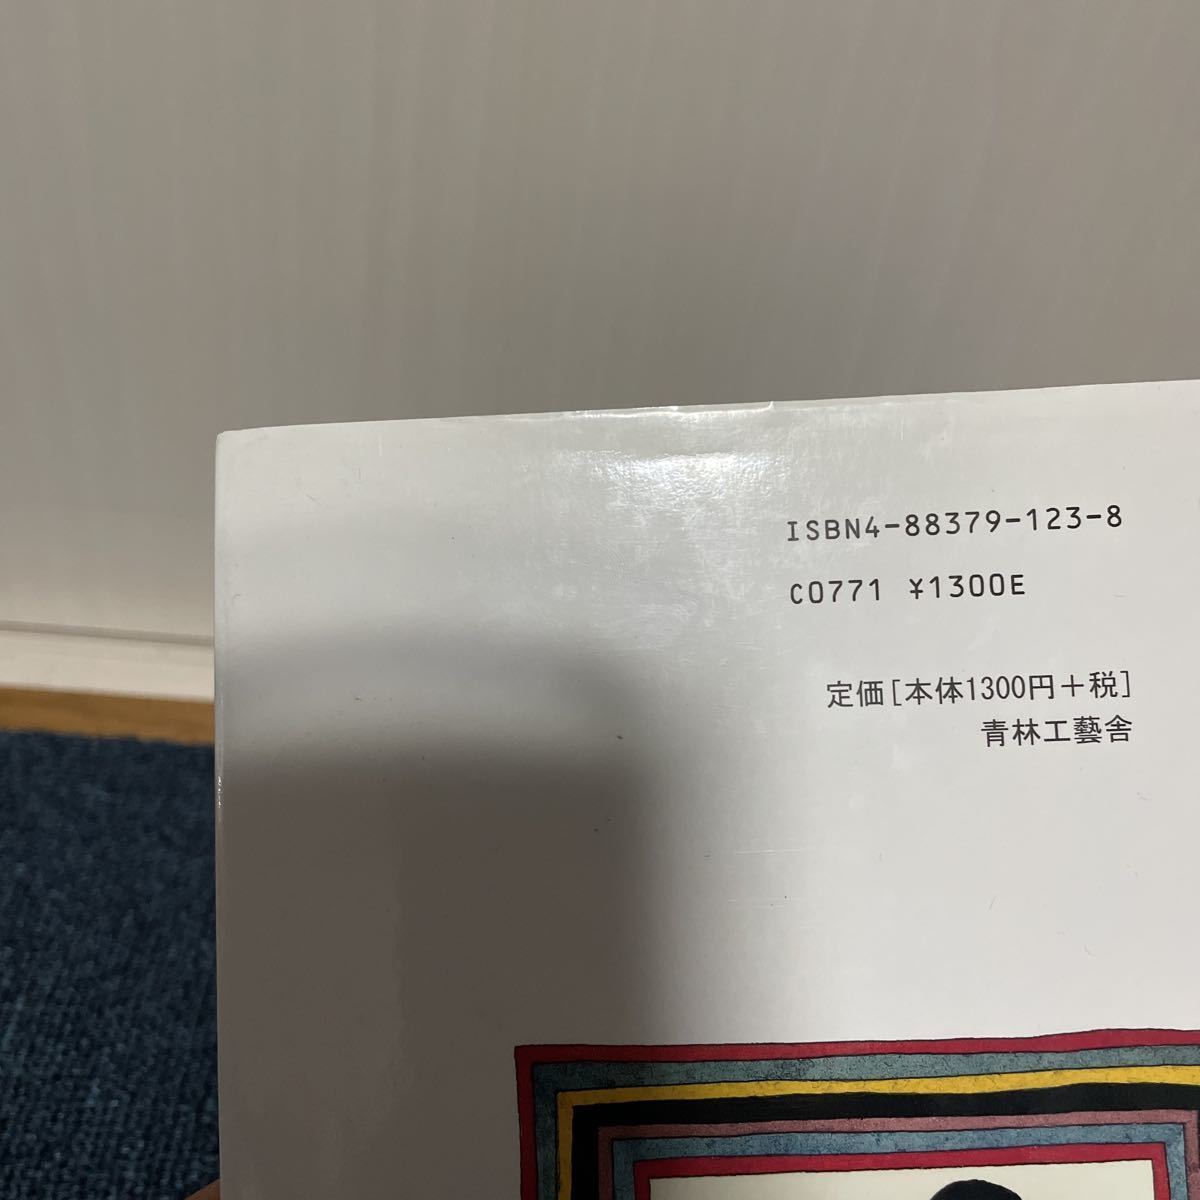 ISBN4-88379-123-8
C0771 ¥1300E
定価[本体1300円+税]
青林工藝舎